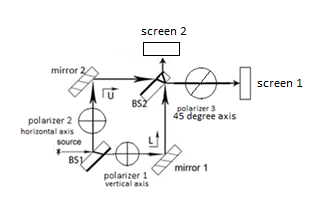 screen 2
mirror 2
U
screen 1
BS2
polarizer 3
45 degree axis
polarizer 2
horizontal axis
source
L
BS1
polarizer 1
vertical axis
mirror 1